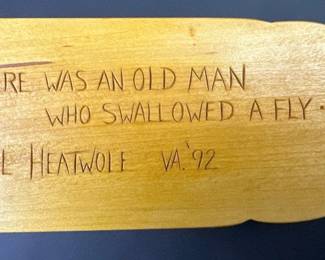 RE WAS AN OLD MAN
WHO SWALLOWED A FLY.
L HEATWOLE VA. '92